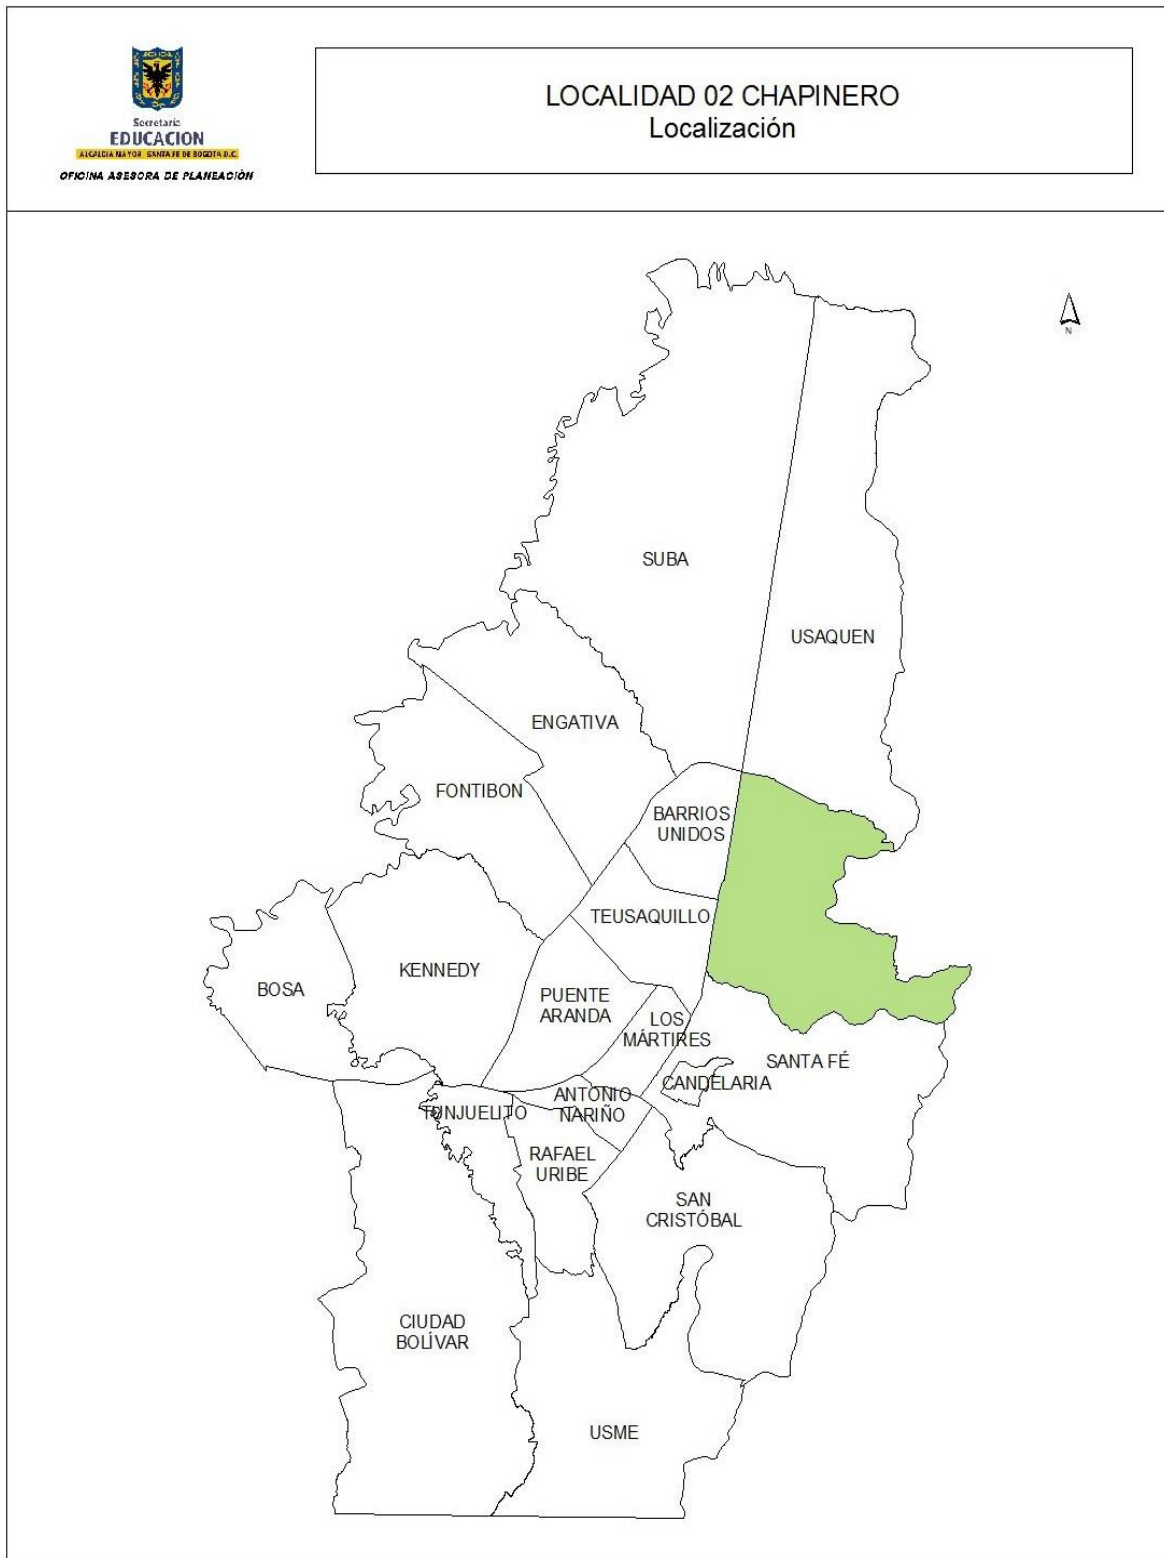 Secretaría
EDUCACION
ALCALDIA MAYOR SANTA FE DE BOGOTA D.C.
OFICINA ASESORA DE PLANEACIÓN
LOCALIDAD 02 CHAPINERO
Localización
N
SUBA
USAQUEN
ENGATIVA
FONTIBON
BARRIOS
UNIDOS
TEUSAQUILLO
KENNEDY
BOSA
PUENTE
ARANDA
LOS
MÁRTIRES
SANTA FÉ
CANDELARIA
ANTONIO
NARIÑO
TUNJUELITO
RAFAEL
URIBE
SAN
CRISTÓBAL
CIUDAD
BOLÍVAR
USME